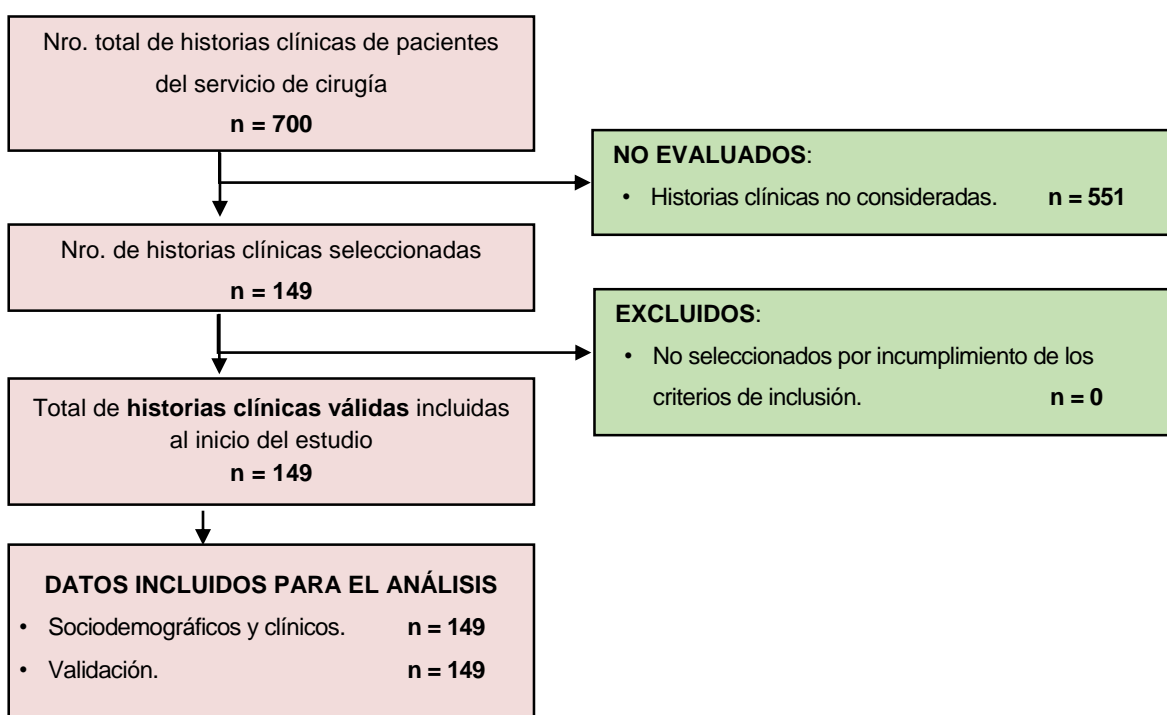 Nro. total de historias clínicas de pacientes
del servicio de cirugía
n = 700
NO EVALUADOS:
• Historias clínicas no consideradas. n = 551
Nro. de historias clínicas seleccionadas
n = 149
EXCLUIDOS:
• No seleccionados por incumplimiento de los
criterios de inclusión. n = 0
Total de historias clínicas válidas incluidas
al inicio del estudio
n = 149
DATOS INCLUIDOS PARA EL ANÁLISIS
• Sociodemográficos y clínicos. n = 149
• Validación. n = 149